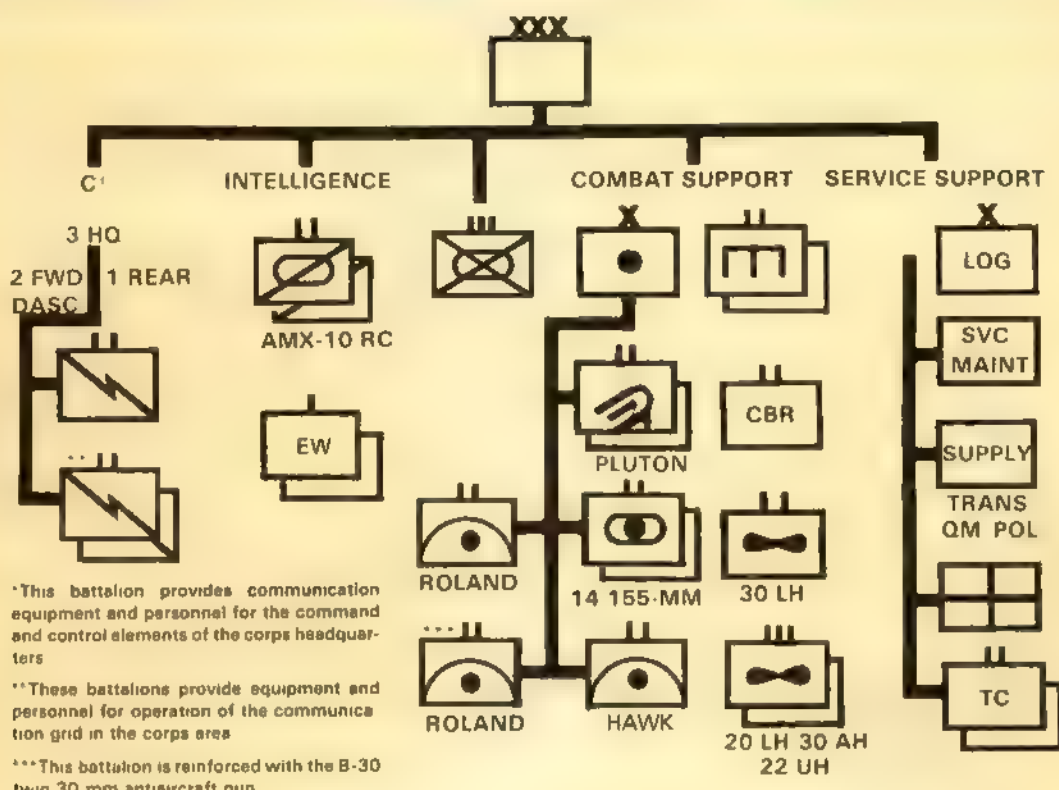 XXX
C²
INTELLIGENCE
COMBAT SUPPORT
SERVICE SUPPORT
3 HQ
2 FWD
1 REAR
DASC
AMX-10 RC
EW
X
PLUTON
CBR
ROLAND
14 155-MM
30 LH
***
ROLAND
HAWK
20 LH 30 AH
22 UH
X
LOG
SVC
MAINT
SUPPLY
TRANS
QM POL
TC
**
*This battalion provides communication
equipment and personnel for the command
and control elements of the corps headquar-
ters
**These battalions provide equipment and
personnel for operation of the communica
tion grid in the corps area
***This battalion is reinforced with the B-30
twin 30-mm antiaircraft gun